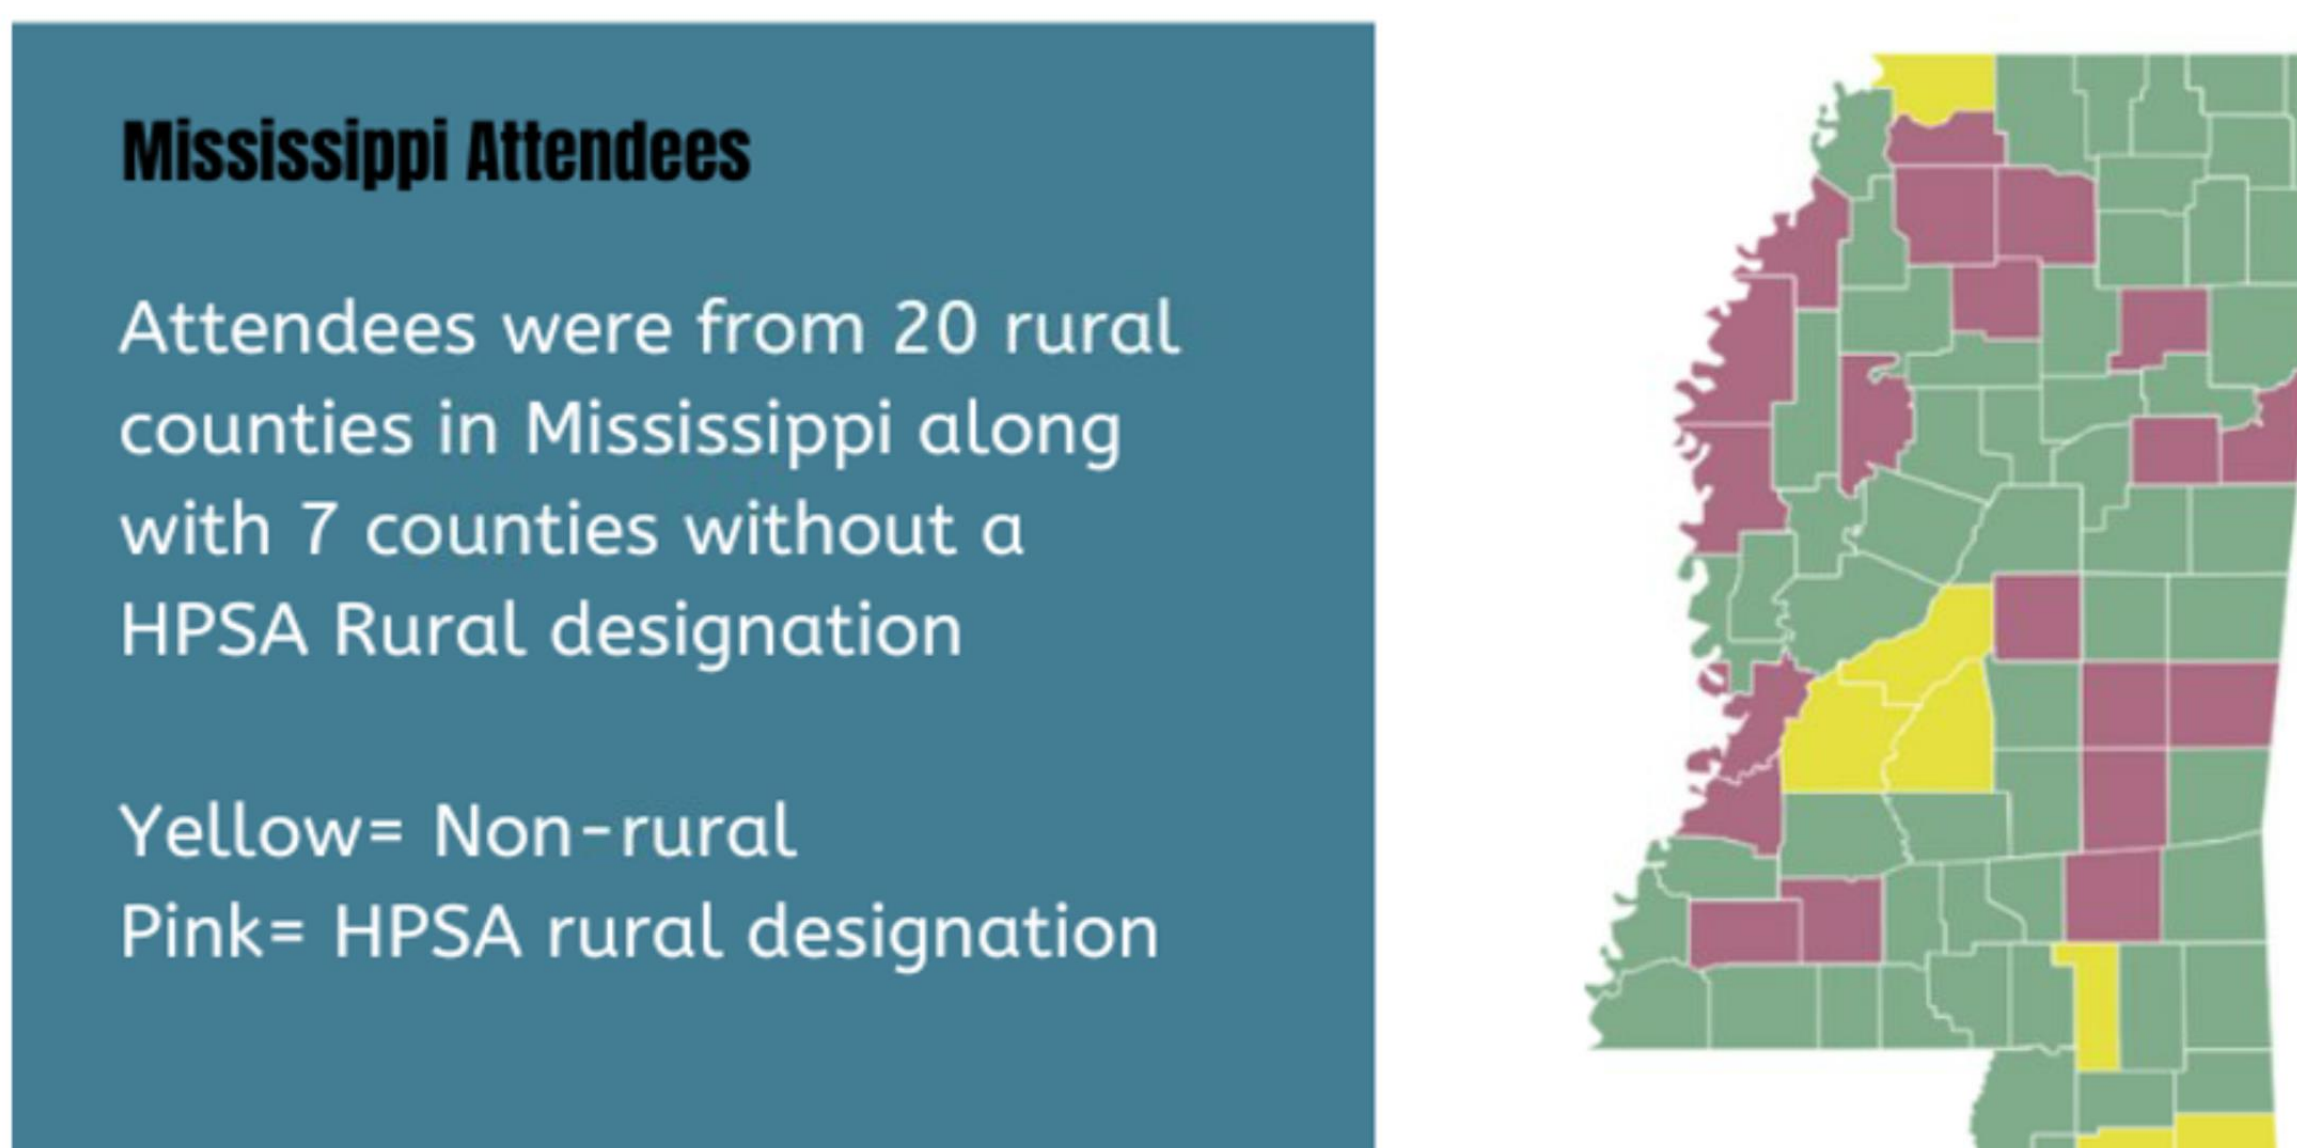 Mississippi Attendees
Attendees were from 20 rural
counties in Mississippi along
with 7 counties without a
HPSA Rural designation
Yellow= Non-rural
Pink= HPSA rural designation